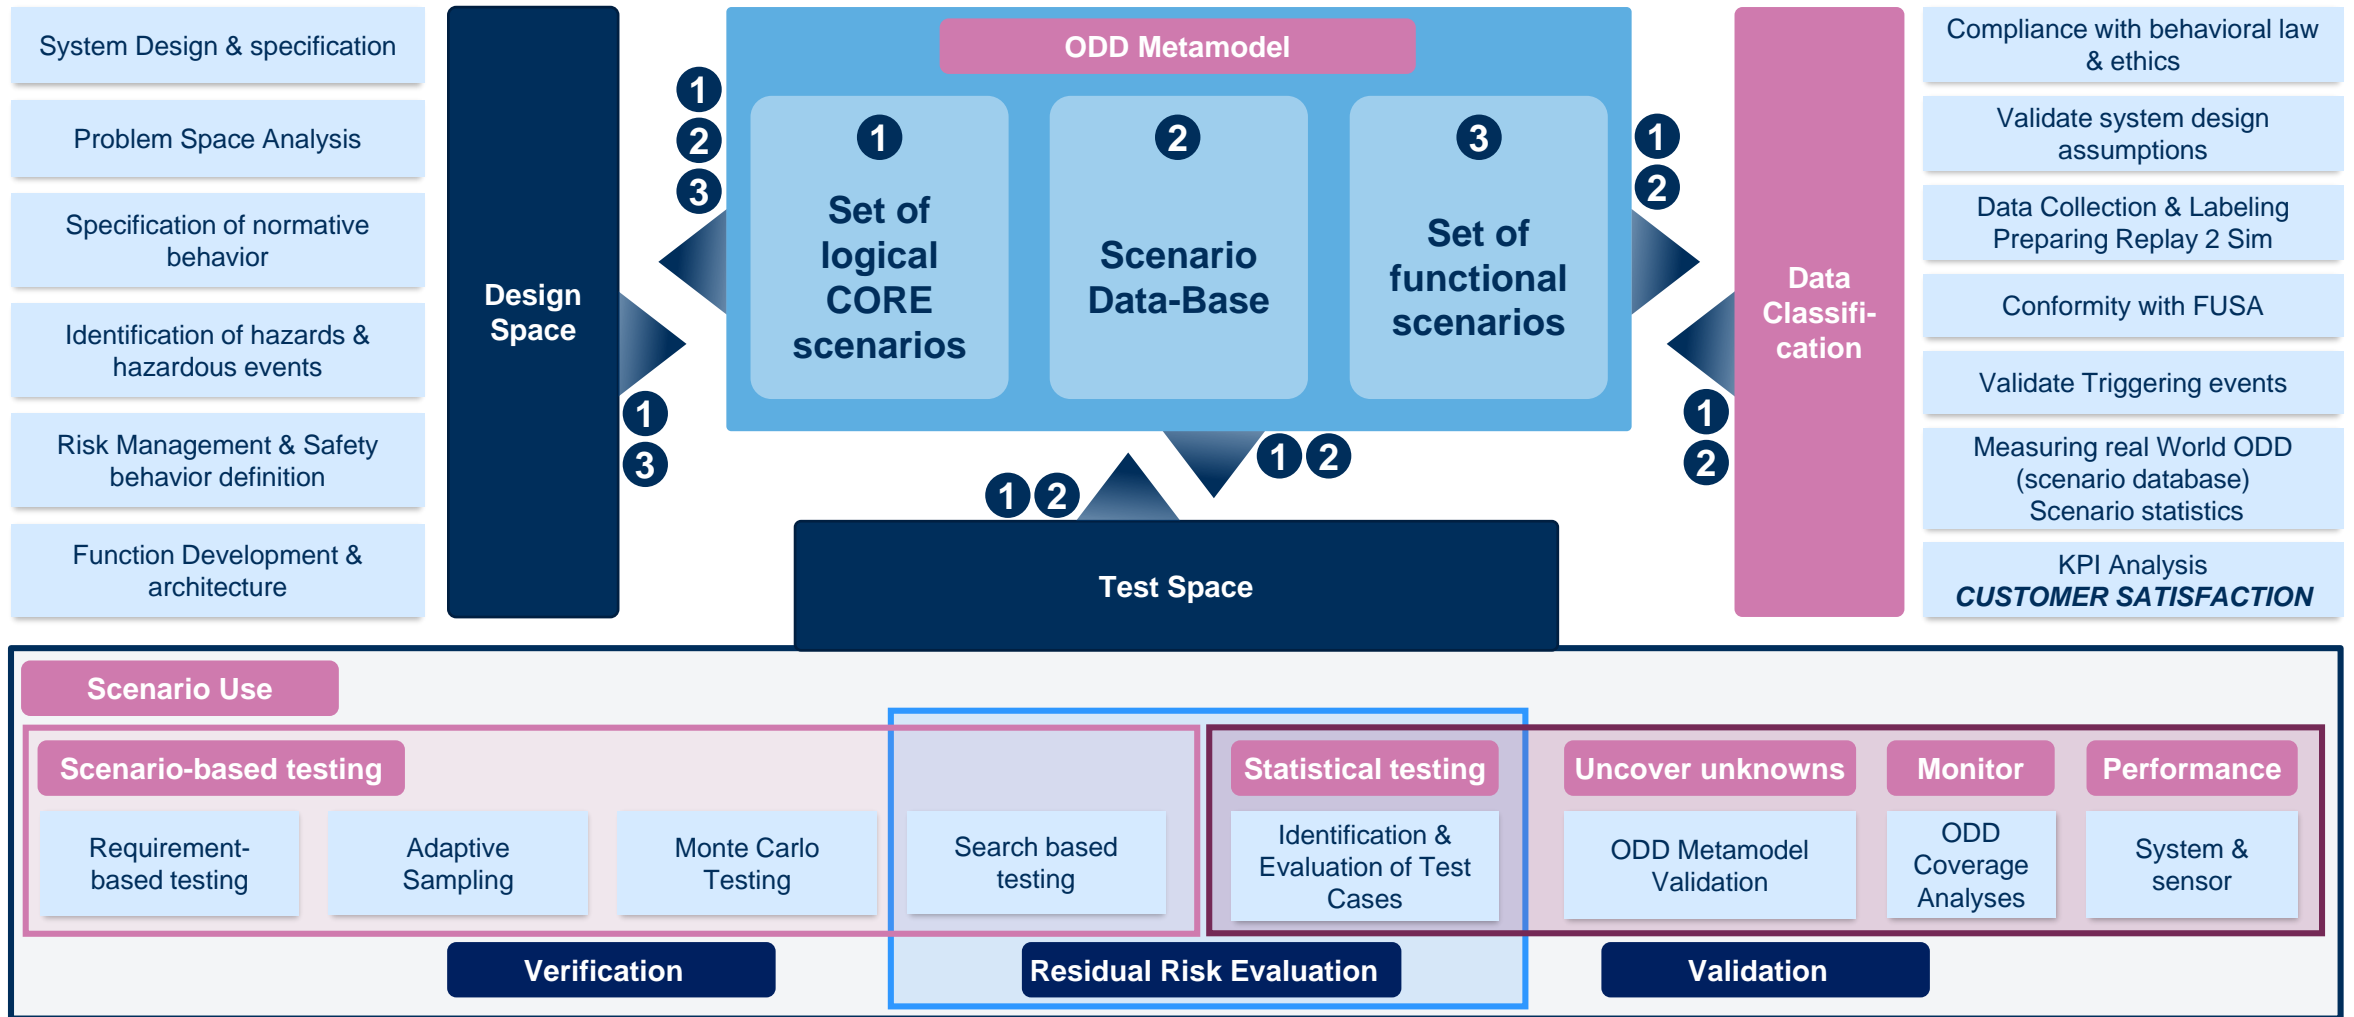 System Design & specification
Problem Space Analysis
Specification of normative
behavior
Identification of hazards &
hazardous events
Risk Management & Safety
behavior definition
Function Development &
architecture
Design
Space
1
2
3
1
3
ODD Metamodel
1
Set of
logical
CORE
scenarios
2
Scenario
Data-Base
3
Set of
functional
scenarios
1
2
1
2
1 2
1 2
Test Space
Data
Classifi-
cation
Compliance with behavioral law
& ethics
Validate system design
assumptions
Data Collection & Labeling
Preparing Replay 2 Sim
Conformity with FUSA
Validate Triggering events
Measuring real World ODD
(scenario database)
Scenario statistics
KPI Analysis
CUSTOMER SATISFACTION
Scenario Use
Scenario-based testing
Requirement-
based testing
Adaptive
Sampling
Monte Carlo
Testing
Search based
testing
Statistical testing
Identification &
Evaluation of Test
Cases
Uncover unknowns
ODD Metamodel
Validation
Monitor
ODD
Coverage
Analyses
Performance
System &
sensor
Verification
Residual Risk Evaluation
Validation